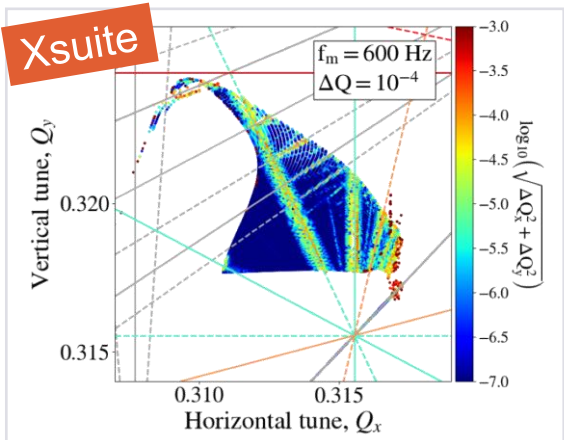 Xsuite
f_m = 600 Hz
ΔQ = 10^{-4}
Vertical tune, Q_y
0.320
0.315
0.310
0.315
Horizontal tune, Q_x
−3.0
−3.5
−4.0
−4.5
−5.0
−5.5
−6.0
−6.5
−7.0
log_{10}(√(ΔQ_x^2 + ΔQ_y^2))